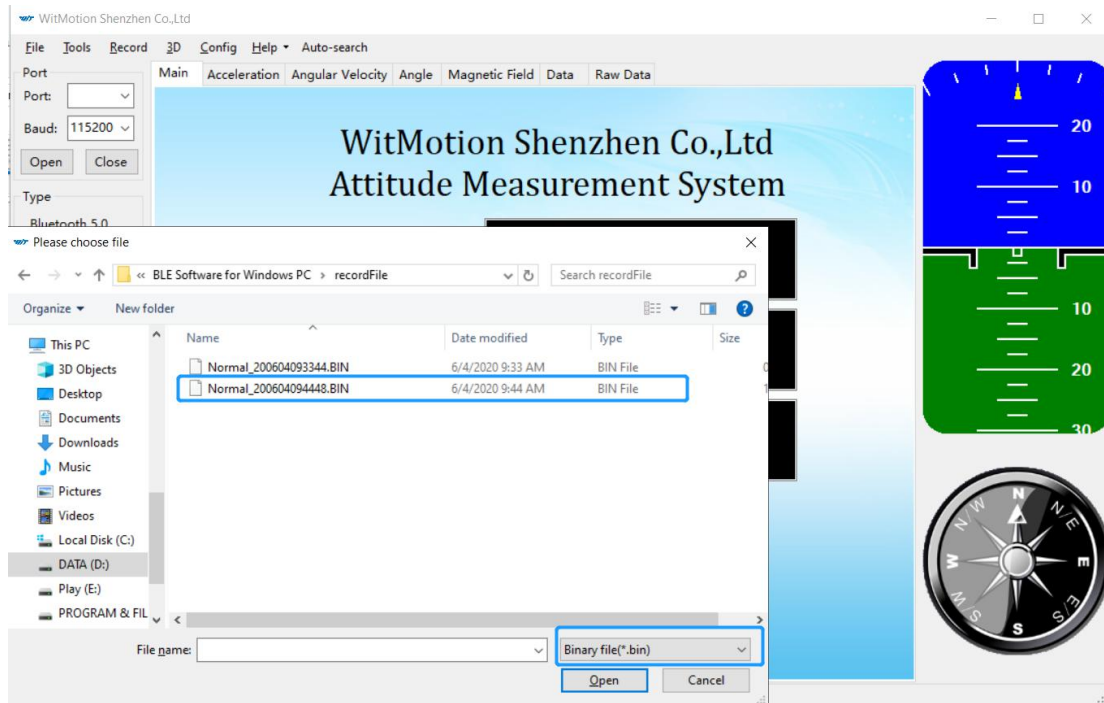 WitMotion Shenzhen Co.,Ltd
File Tools Record 3D Config Help Auto-search
Port
Main Acceleration Angular Velocity Angle Magnetic Field Data Raw Data
Port:
Baud: 115200
Open Close
Type
Bluetooth 5.0
WitMotion Shenzhen Co.,Ltd
Attitude Measurement System
20
10
10
20
30
N
N/E
E
E/S
S
S/W
W
N/W
Please choose file
« BLE Software for Windows PC › recordFile
Search recordFile
Organize New folder
This PC
3D Objects
Desktop
Documents
Downloads
Music
Pictures
Videos
Local Disk (C:)
DATA (D:)
Play (E:)
PROGRAM & FIL
Name Date modified Type Size
Normal_200604093344.BIN 6/4/2020 9:33 AM BIN File
Normal_200604094448.BIN 6/4/2020 9:44 AM BIN File
File name:
Binary file(*.bin)
Open Cancel